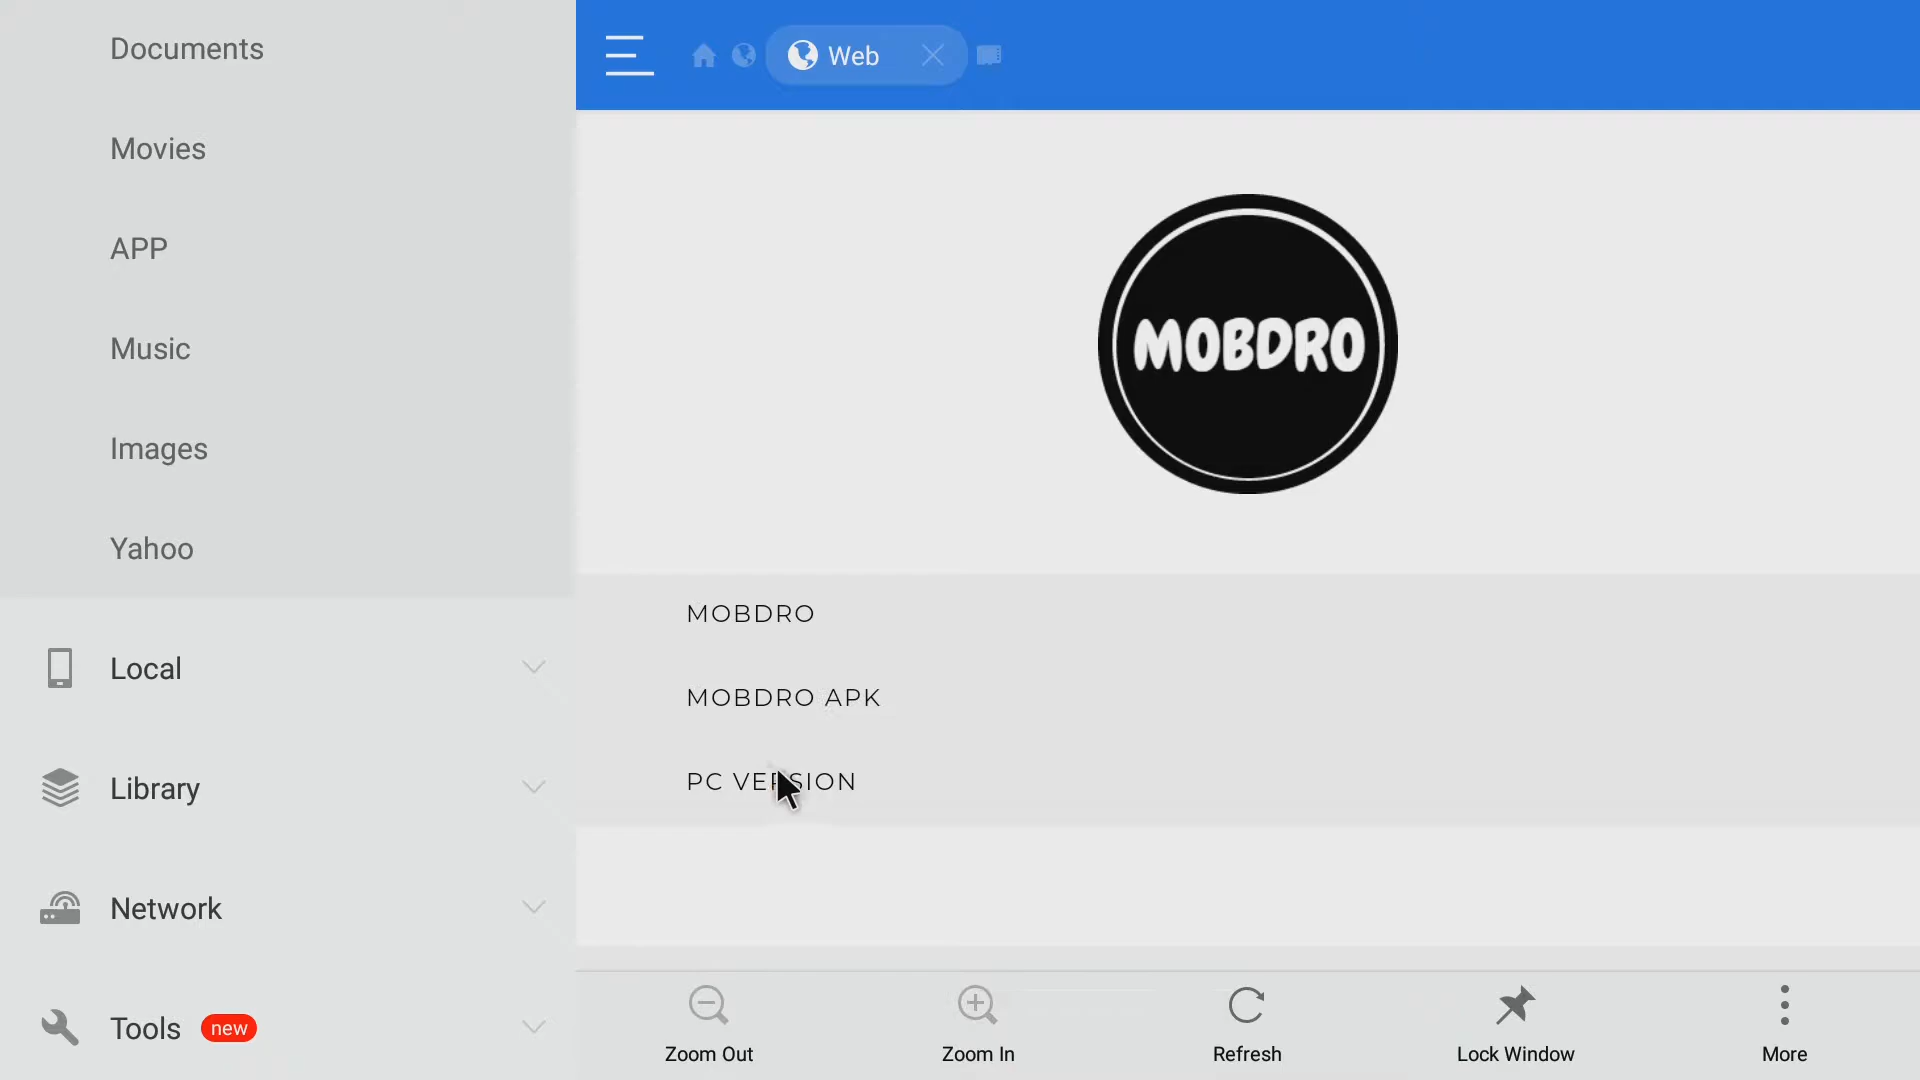 Documents
Movies
APP
Music
Images
Yahoo
Local
Library
Network
Tools new
Web
MOBDRO
MOBDRO
MOBDRO APK
PC VERSION
Zoom Out
Zoom In
Refresh
Lock Window
More